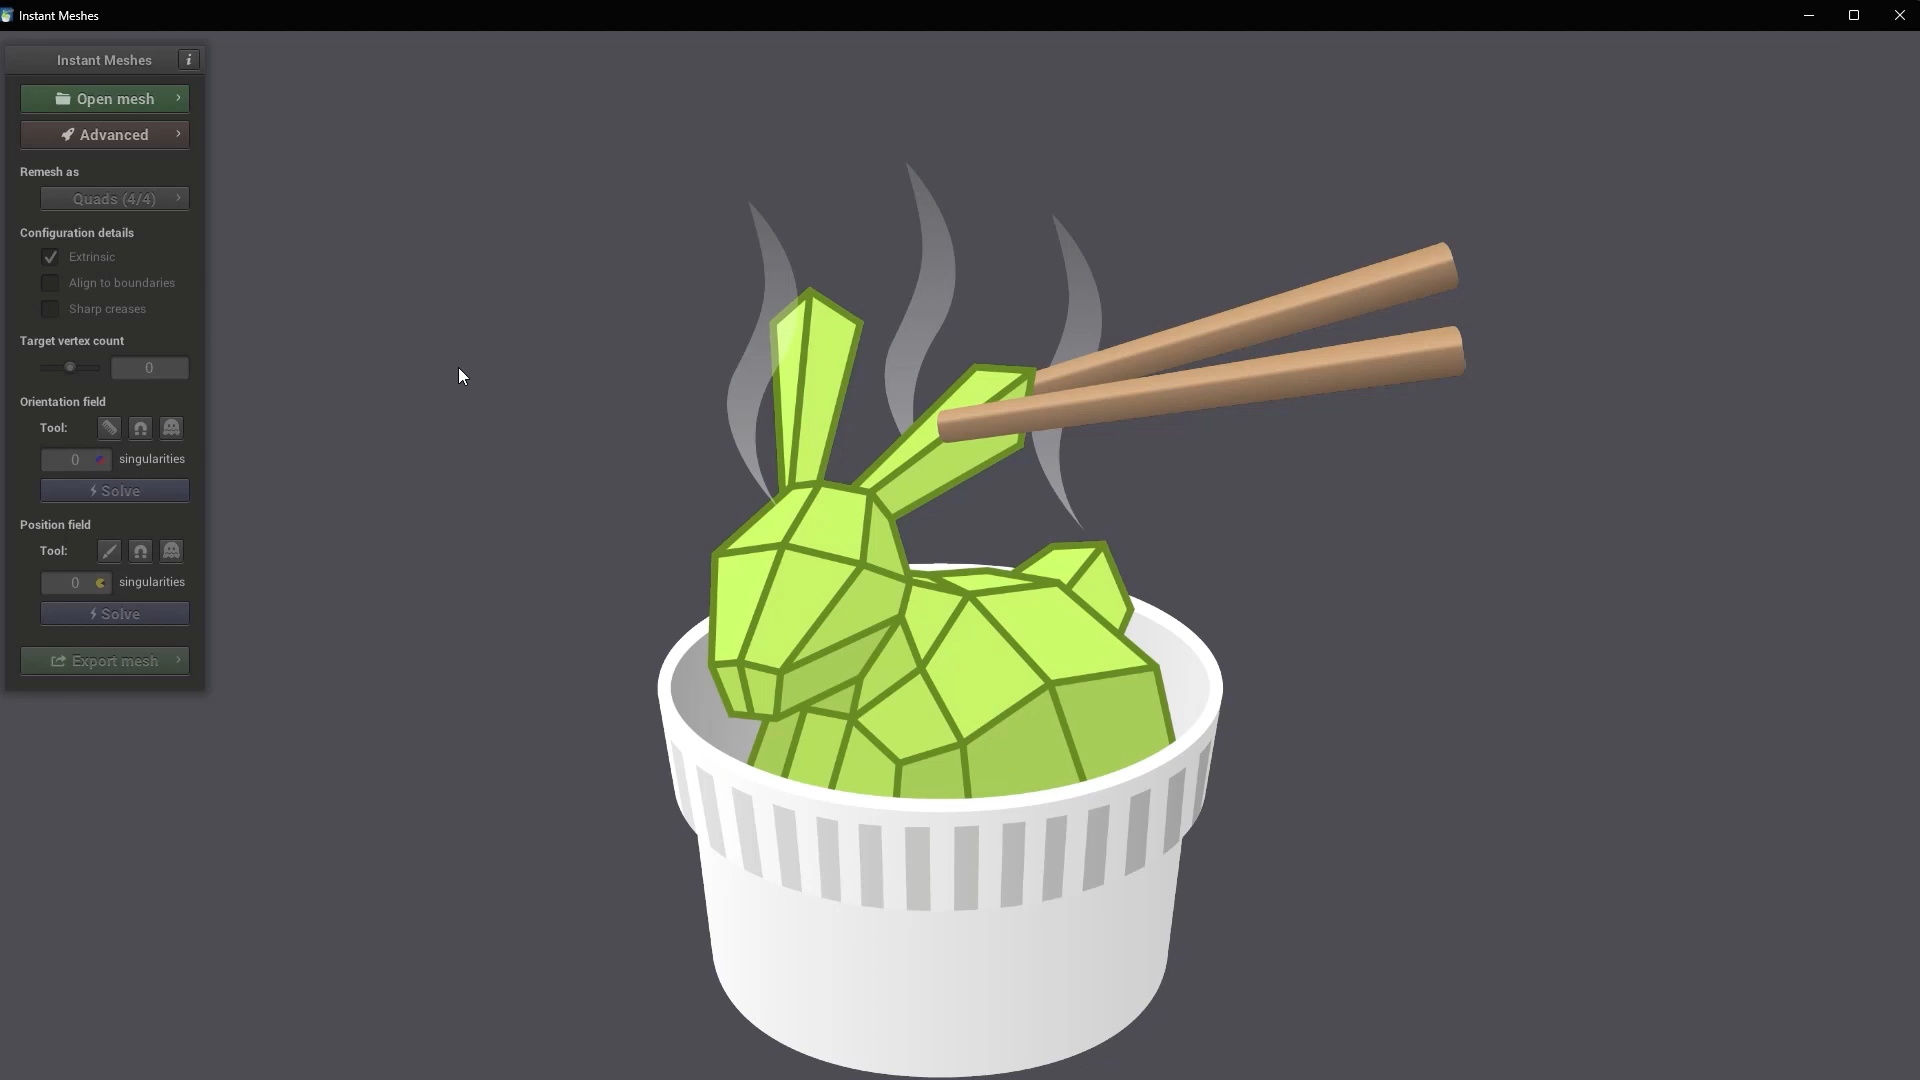 Instant Meshes
Instant Meshes
i
Open mesh
Advanced
Remesh as
Quads (4/4)
Configuration details
Extrinsic
Align to boundaries
Sharp creases
Target vertex count
0
Orientation field
Tool:
0 singularities
Solve
Position field
Tool:
0 singularities
Solve
Export mesh